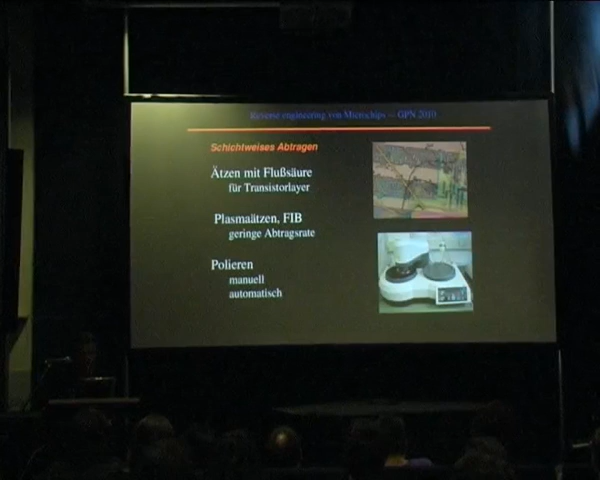 Reverse engineering von Microchips — GPN 2010
Schichtweises Abtragen
Ätzen mit Flußsäure
für Transistorlayer
Plasmaätzen, FIB
geringe Abtragsrate
Polieren
manuell
automatisch